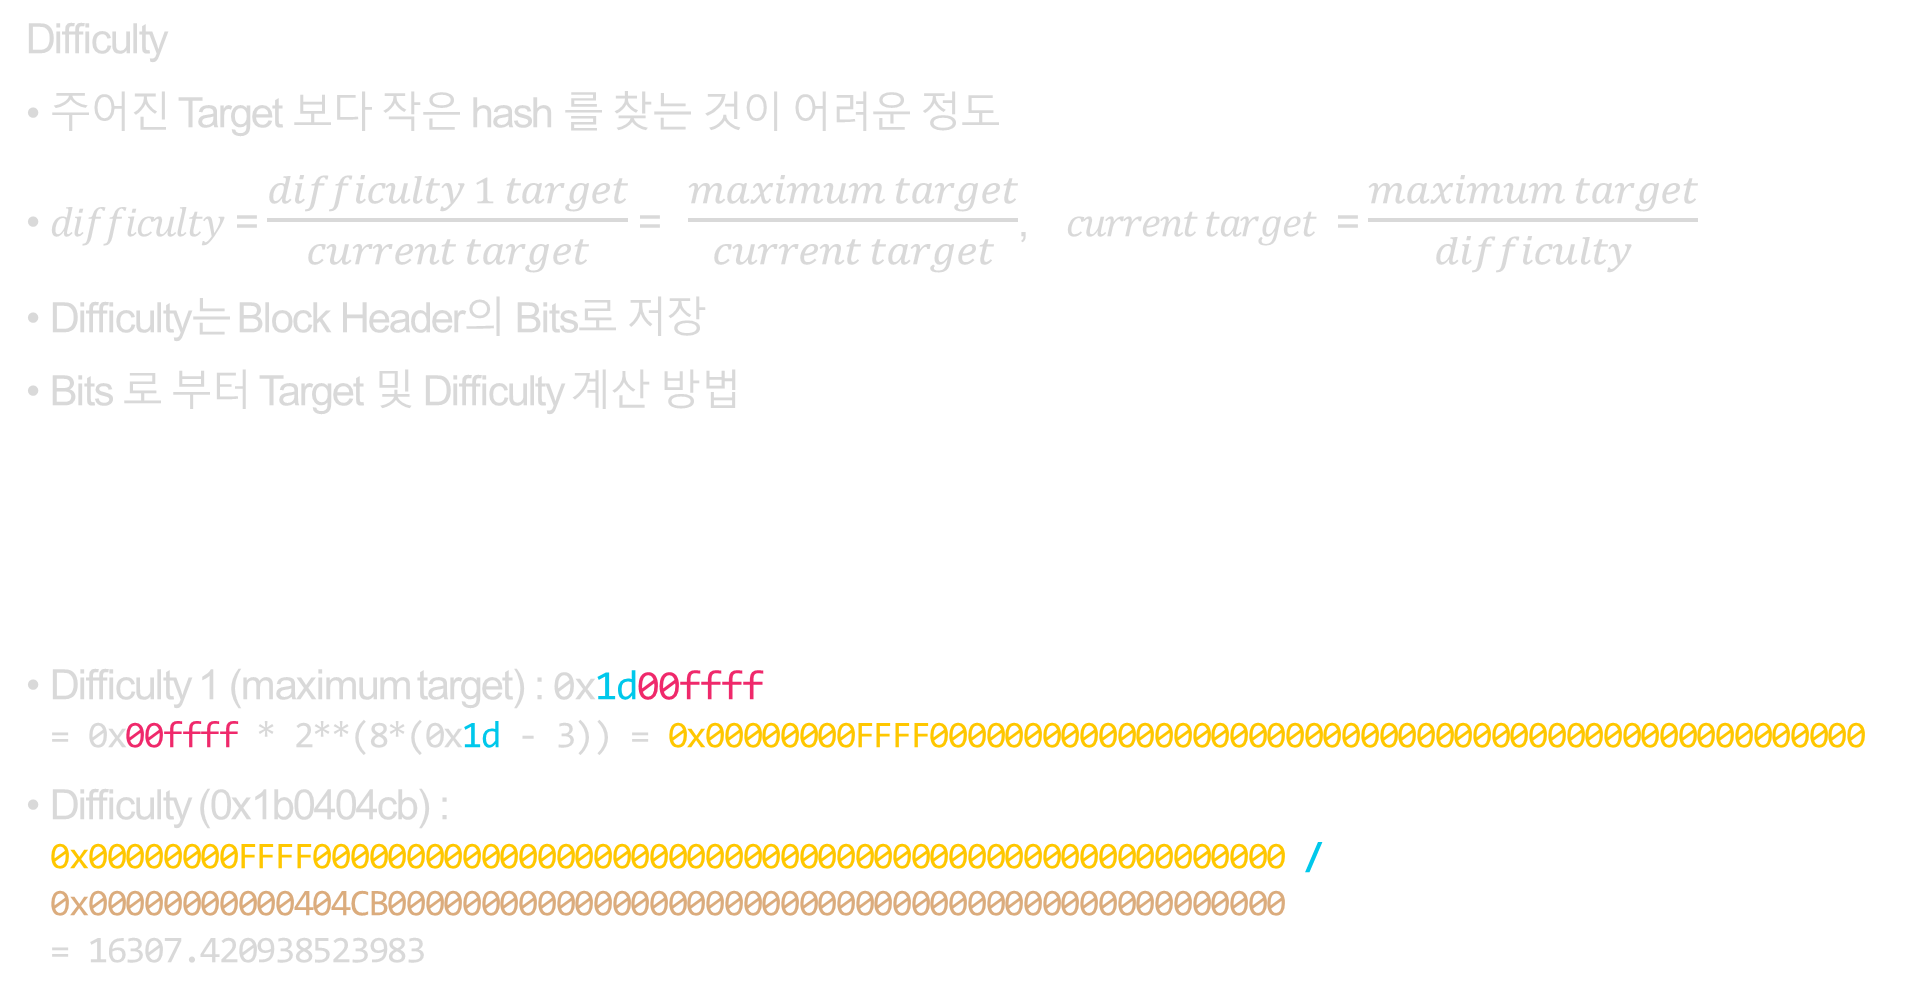 Difficulty
• 주어진 Target 보다 작은 hash 를 찾는 것이 어려운 정도
• difficulty = difficulty 1 target / current target = maximum target / current target, current target = maximum target / difficulty
• Difficulty는 Block Header의 Bits로 저장
• Bits 로 부터 Target 및 Difficulty 계산 방법
• Difficulty 1 (maximum target) : 0x1d00ffff
= 0x00ffff * 2**(8*(0x1d - 3)) = 0x00000000FFFF0000000000000000000000000000000000000000000000000000
• Difficulty (0x1b0404cb) :
0x00000000FFFF0000000000000000000000000000000000000000000000000000 /
0x00000000000404CB000000000000000000000000000000000000000000000000
= 16307.420938523983